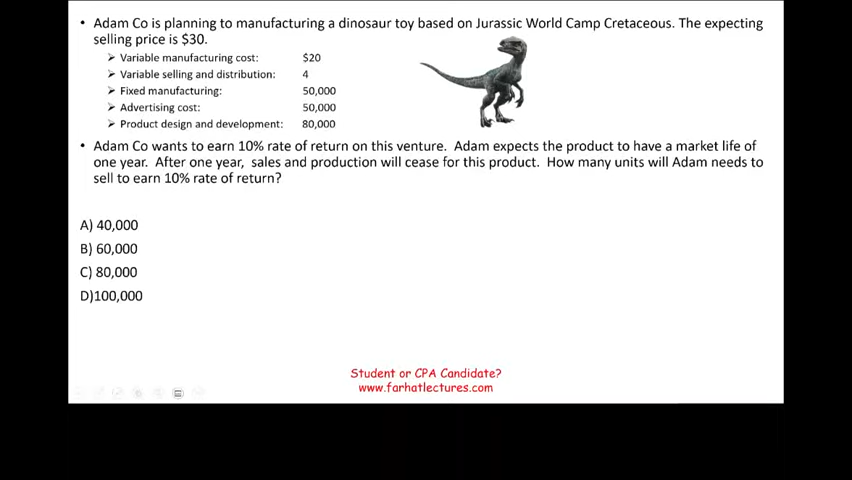 • Adam Co is planning to manufacturing a dinosaur toy based on Jurassic World Camp Cretaceous. The expecting
selling price is $30.
➢ Variable manufacturing cost: $20
➢ Variable selling and distribution: 4
➢ Fixed manufacturing: 50,000
➢ Advertising cost: 50,000
➢ Product design and development: 80,000
• Adam Co wants to earn 10% rate of return on this venture. Adam expects the product to have a market life of
one year. After one year, sales and production will cease for this product. How many units will Adam needs to
sell to earn 10% rate of return?
A) 40,000
B) 60,000
C) 80,000
D)100,000
Student or CPA Candidate?
www.farhatlectures.com